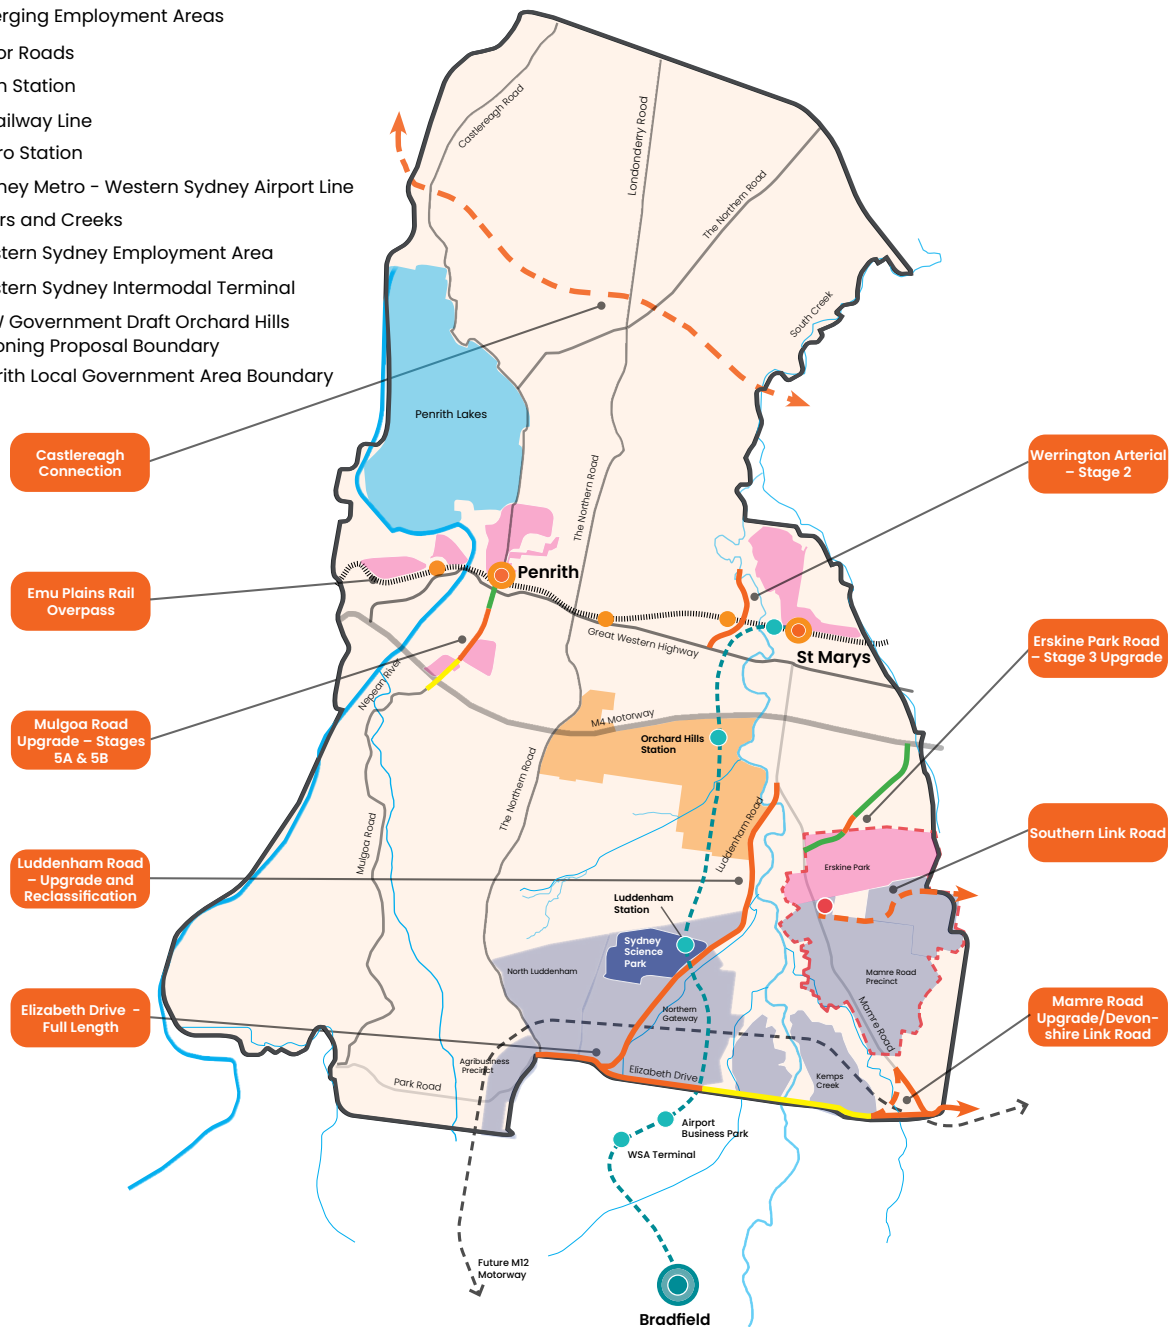 erging Employment Areas
or Roads
n Station
ailway Line
ro Station
ney Metro - Western Sydney Airport Line
rs and Creeks
stern Sydney Employment Area
stern Sydney Intermodal Terminal
V Government Draft Orchard Hills
oning Proposal Boundary
rith Local Government Area Boundary
Castlereagh Road
Londonderry Road
The Northern Road
South Creek
Penrith Lakes
Castlereagh
Connection
Werrington Arterial
– Stage 2
The Northern Road
Emu Plains Rail
Overpass
Penrith
Great Western Highway
St Marys
Erskine Park Road
– Stage 3 Upgrade
Nepean River
Mulgoa Road
Upgrade – Stages
5A & 5B
M4 Motorway
Orchard Hills
Station
The Northern Road
Mulgoa Road
Luddenham Road
Southern Link Road
Luddenham Road
– Upgrade and
Reclassification
Erskine Park
Luddenham
Station
Sydney
Science
Park
North Luddenham
Mamre Road
Precinct
Northern
Gateway
Mamre Road
Elizabeth Drive -
Full Length
Mamre Road
Upgrade/Devon-
shire Link Road
Agribusiness
Precinct
Elizabeth Drive
Kemps
Creek
Park Road
Airport
Business Park
WSA Terminal
Future M12
Motorway
Bradfield